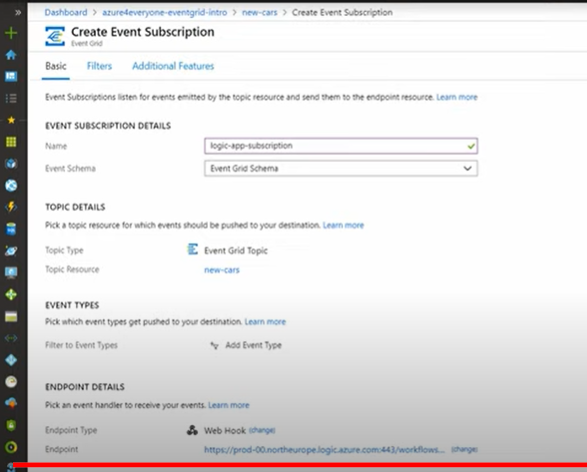 »
Dashboard > azure4everyone-eventgrid-intro > new-cars > Create Event Subscription
Create Event Subscription
Event Grid
Basic Filters Additional Features
Event Subscriptions listen for events emitted by the topic resource and send them to the endpoint resource. Learn more
EVENT SUBSCRIPTION DETAILS
Name logic-app-subscription
Event Schema Event Grid Schema
TOPIC DETAILS
Pick a topic resource for which events should be pushed to your destination. Learn more
Topic Type Event Grid Topic
Topic Resource new-cars
EVENT TYPES
Pick which event types get pushed to your destination. Learn more
Filter to Event Types Add Event Type
ENDPOINT DETAILS
Pick an event handler to receive your events. Learn more
Endpoint Type Web Hook (change)
Endpoint https://prod-00.northeurope.logic.azure.com:443/workflows... (change)